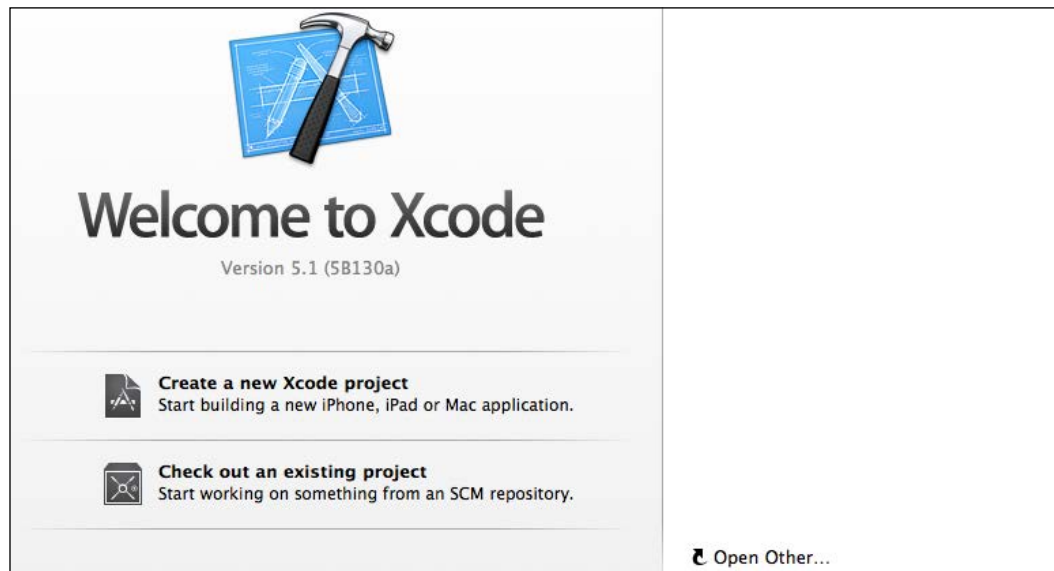 Welcome to Xcode
Version 5.1 (5B130a)
Create a new Xcode project
Start building a new iPhone, iPad or Mac application.
Check out an existing project
Start working on something from an SCM repository.
Open Other...